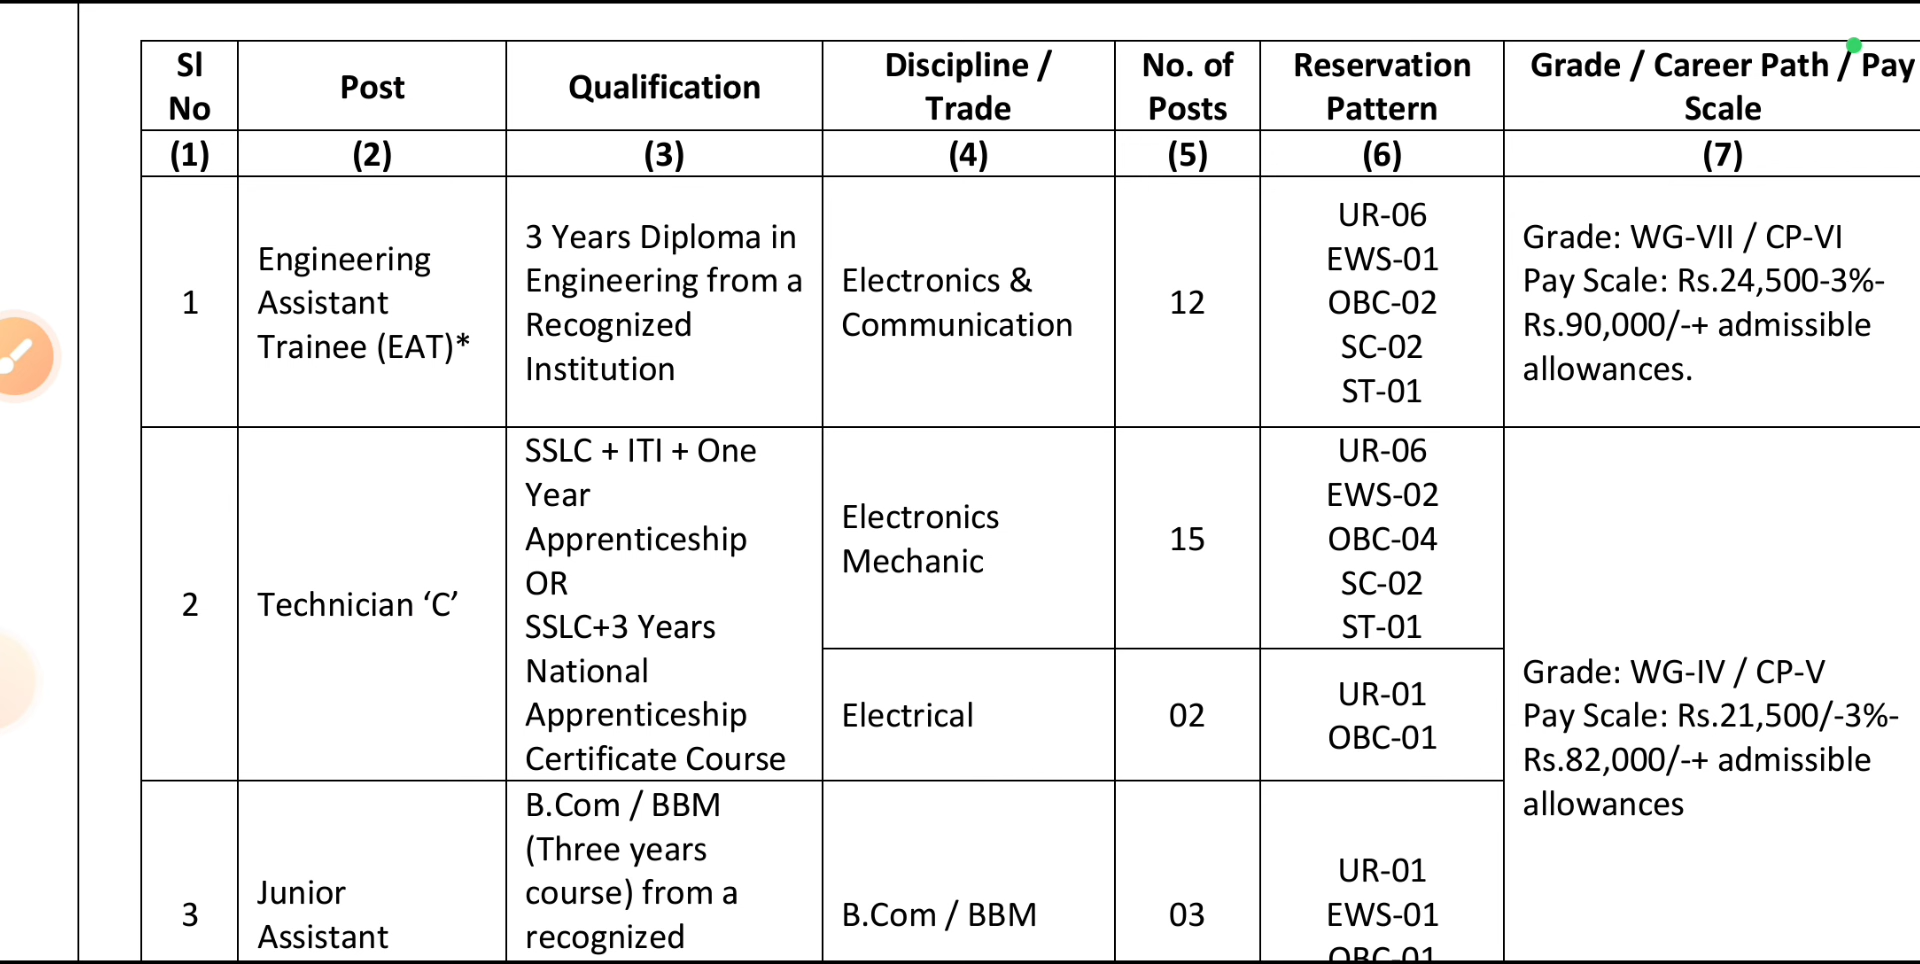 Sl
No
Post
Qualification
Discipline /
Trade
No. of
Posts
Reservation
Pattern
Grade / Career Path / Pay
Scale
(1)
(2)
(3)
(4)
(5)
(6)
(7)
1
Engineering
Assistant
Trainee (EAT)*
3 Years Diploma in
Engineering from a
Recognized
Institution
Electronics &
Communication
12
UR-06
EWS-01
OBC-02
SC-02
ST-01
Grade: WG-VII / CP-VI
Pay Scale: Rs.24,500-3%-
Rs.90,000/-+ admissible
allowances.
2
Technician ‘C’
SSLC + ITI + One
Year
Apprenticeship
OR
SSLC+3 Years
National
Apprenticeship
Certificate Course
Electronics
Mechanic
15
UR-06
EWS-02
OBC-04
SC-02
ST-01
Electrical
02
UR-01
OBC-01
Grade: WG-IV / CP-V
Pay Scale: Rs.21,500/-3%-
Rs.82,000/-+ admissible
allowances
3
Junior
Assistant
B.Com / BBM
(Three years
course) from a
recognized
B.Com / BBM
03
UR-01
EWS-01
OBC-01